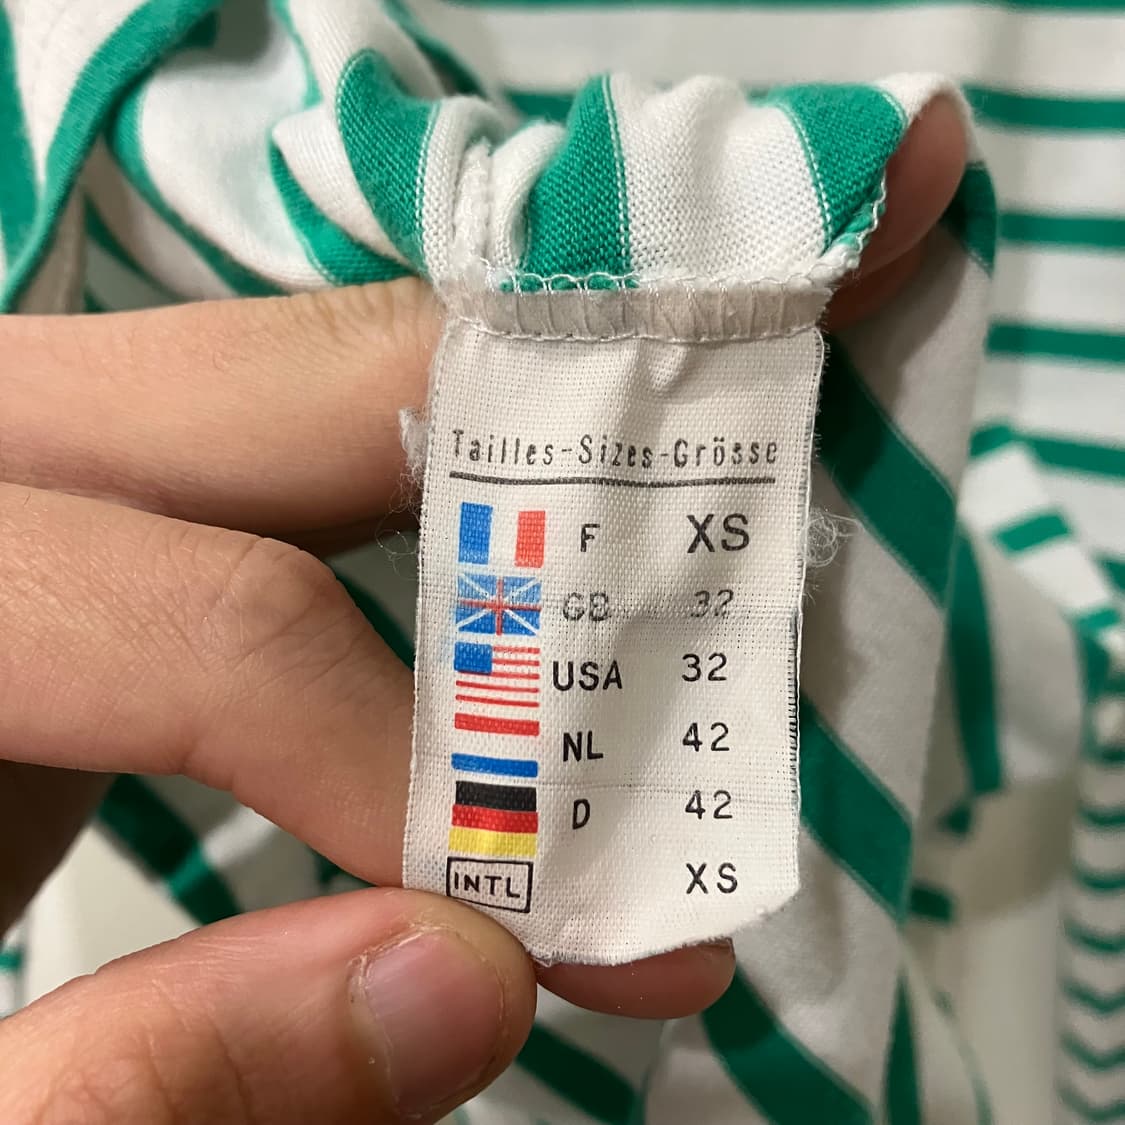 Tailles-Sizes-Grösse
F XS
GB 32
USA 32
NL 42
D 42
INTL XS